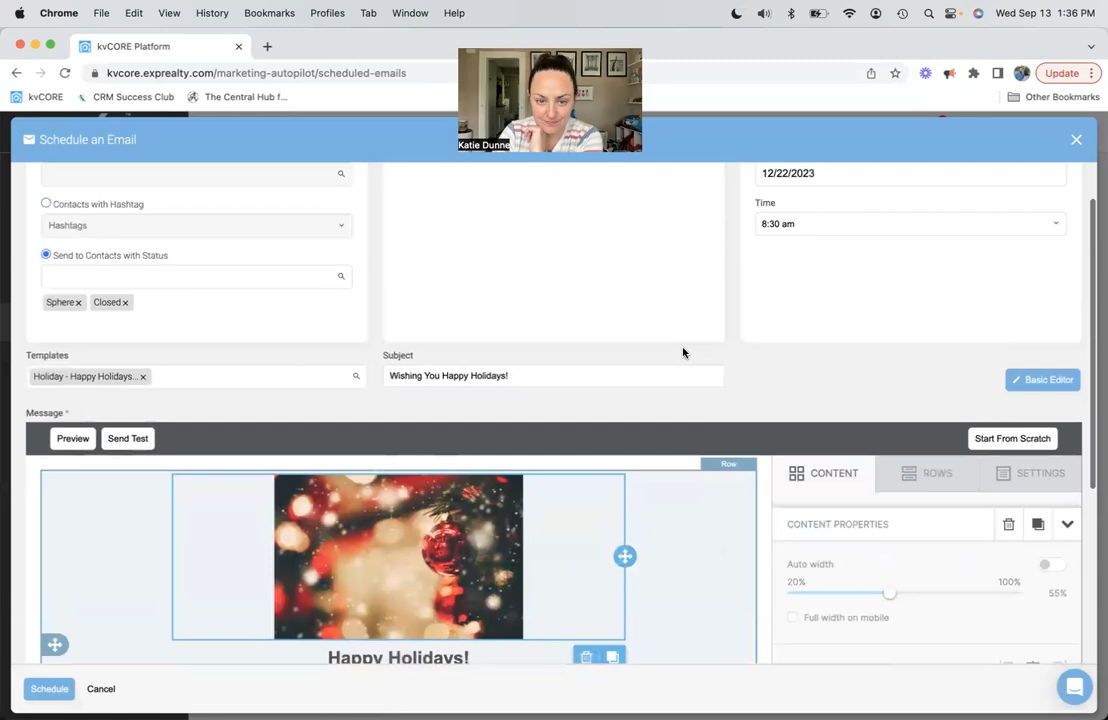 Chrome File Edit View History Bookmarks Profiles Tab Window Help Wed Sep 13 1:36 PM
kvCORE Platform
kvcore.exprealty.com/marketing-autopilot/scheduled-emails Update
kvCORE CRM Success Club The Central Hub f... Other Bookmarks
Schedule an Email
Katie Dunne
12/22/2023
Contacts with Hashtag Time
Hashtags 8:30 am
Send to Contacts with Status
Sphere Closed
Templates Subject
Holiday - Happy Holidays... Wishing You Happy Holidays! Basic Editor
Message *
Preview Send Test Start From Scratch
Row CONTENT ROWS SETTINGS
CONTENT PROPERTIES
Auto width
20% 100%
55%
Full width on mobile
Happy Holidays!
Schedule Cancel